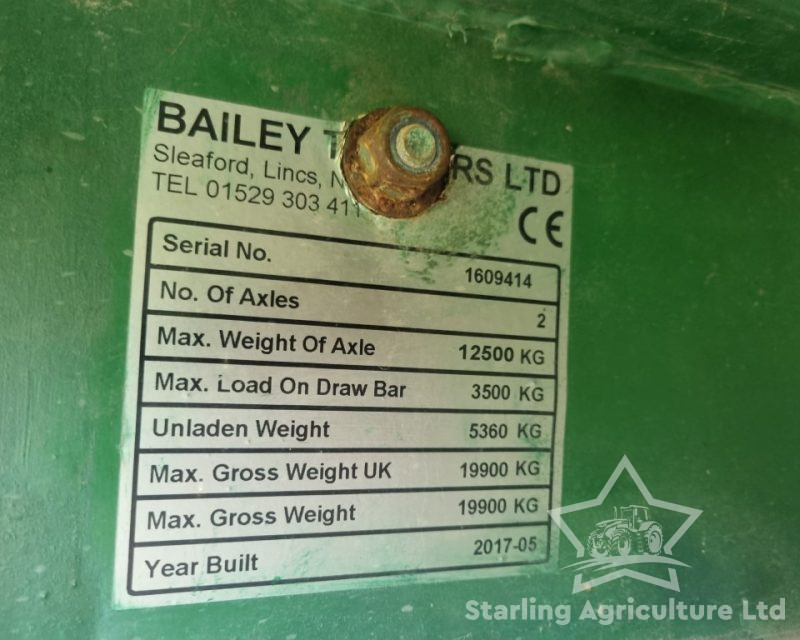 BAILEY T RS LTD
Sleaford, Lincs, N
TEL 01529 303 411
CE
Serial No. 1609414
No. Of Axles 2
Max. Weight Of Axle 12500 KG
Max. Load On Draw Bar 3500 KG
Unladen Weight 5360 KG
Max. Gross Weight UK 19900 KG
Max. Gross Weight 19900 KG
Year Built 2017-05
Starling Agriculture Ltd